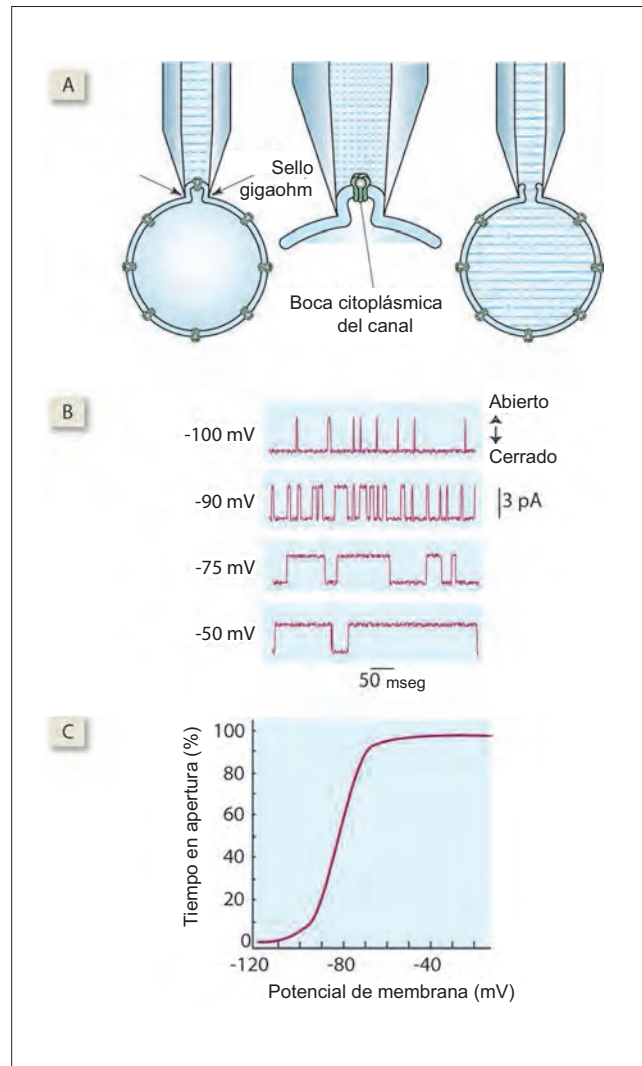 A
Sello
gigaohm
Boca citoplásmica
del canal
B
Abierto
-100 mV
Cerrado
-90 mV
3 pA
-75 mV
-50 mV
50 mseg
C
Tiempo en apertura (%)
100
80
60
40
20
0
-120
-80
-40
Potencial de membrana (mV)